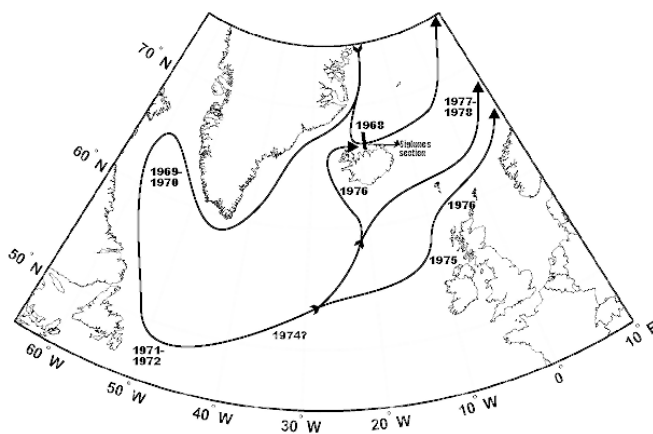 70° N
60° N
50° N
1968
Siglunes
section
1977-
1978
1969-
1970
1976
1976
1975
1974?
1971-
1972
60° W
50° W
40° W
30° W
20° W
10° W
0°
10° E